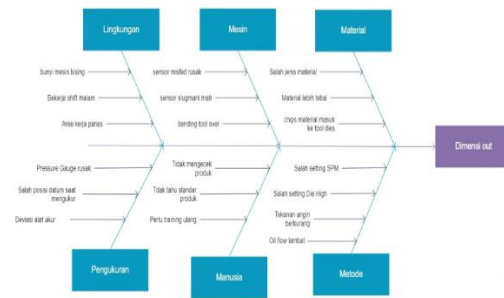 Lingkungan
Mesin
Material
bunyi mesin bising
Bekerja shift malam
Area kerja panas
sensor misfed rusak
sensor slugmark mati
bending tool over
Salah jenis material
Material lebih tebal
chips material masuk
ke tool dies
Dimensi out
Pressure Gauge rusak
Salah posisi datum saat
mengukur
Deviasi alat ukur
Tidak mengecek
produk
Tidak tahu standar
produk
Perlu training ulang
Salah setting SPM
Salah setting Die High
Tekanan angin
berkurang
Oil flow lambat
Pengukuran
Manusia
Metode